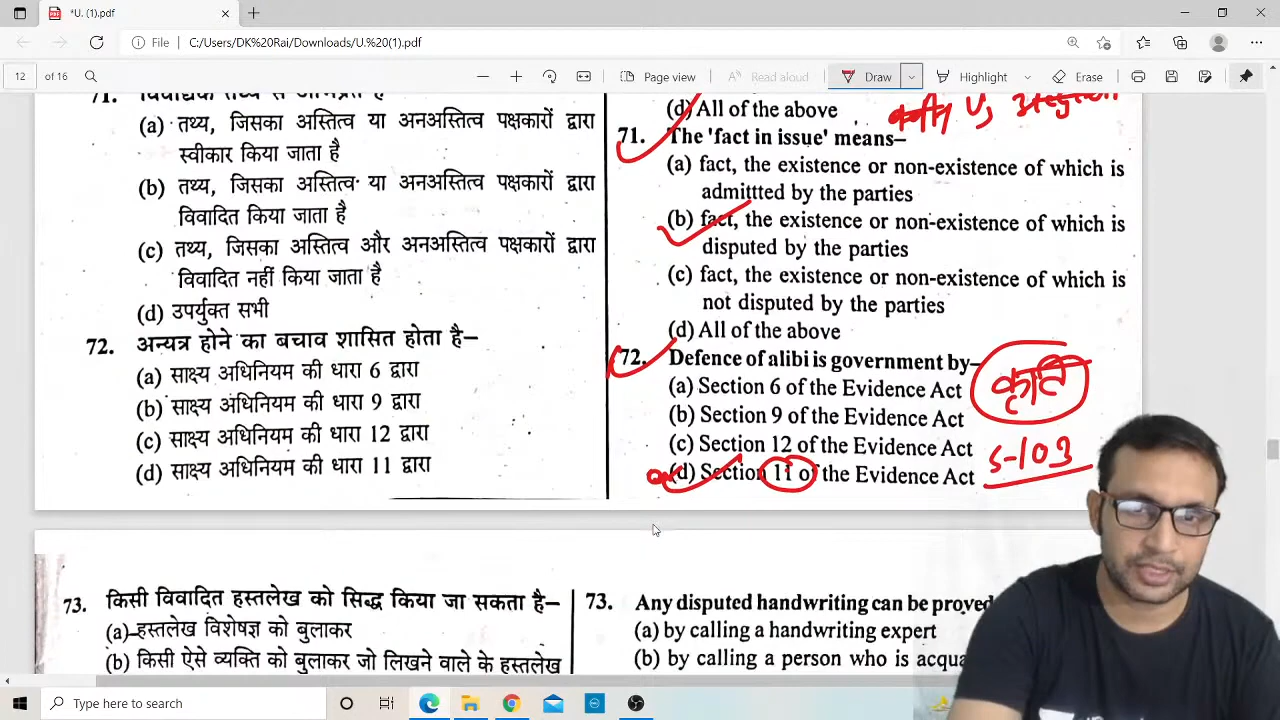 *U. (1).pdf
File
C:/Users/DK%20Rai/Downloads/U.%20(1).pdf
12 of 16
Page view
Read aloud
Draw
Highlight
Erase
71. विवाद्यक तथ्य से अभिप्रेत है
(a) तथ्य, जिसका अस्तित्व या अनअस्तित्व पक्षकारों द्वारा
स्वीकार किया जाता है
(b) तथ्य, जिसका अस्तित्व या अनअस्तित्व पक्षकारों द्वारा
विवादित किया जाता है
(c) तथ्य, जिसका अस्तित्व और अनअस्तित्व पक्षकारों द्वारा
विवादित नहीं किया जाता है
(d) उपर्युक्त सभी
72. अन्यत्र होने का बचाव शासित होता है–
(a) साक्ष्य अधिनियम की धारा 6 द्वारा
(b) साक्ष्य अधिनियम की धारा 9 द्वारा
(c) साक्ष्य अधिनियम की धारा 12 द्वारा
(d) साक्ष्य अधिनियम की धारा 11 द्वारा
(d) All of the above
U,
71. The 'fact in issue' means–
(a) fact, the existence or non-existence of which is
admittted by the parties
(b) fact, the existence or non-existence of which is
disputed by the parties
(c) fact, the existence or non-existence of which is
not disputed by the parties
(d) All of the above
72. Defence of alibi is government by–
(a) Section 6 of the Evidence Act
(b) Section 9 of the Evidence Act
(c) Section 12 of the Evidence Act
(d) Section 11 of the Evidence Act
S-103
73. किसी विवादित हस्तलेख को सिद्ध किया जा सकता है–
(a) हस्तलेख विशेषज्ञ को बुलाकर
(b) किसी ऐसे व्यक्ति को बुलाकर जो लिखने वाले के हस्तलेख
73. Any disputed handwriting can be proved
(a) by calling a handwriting expert
(b) by calling a person who is acqua
Type here to search